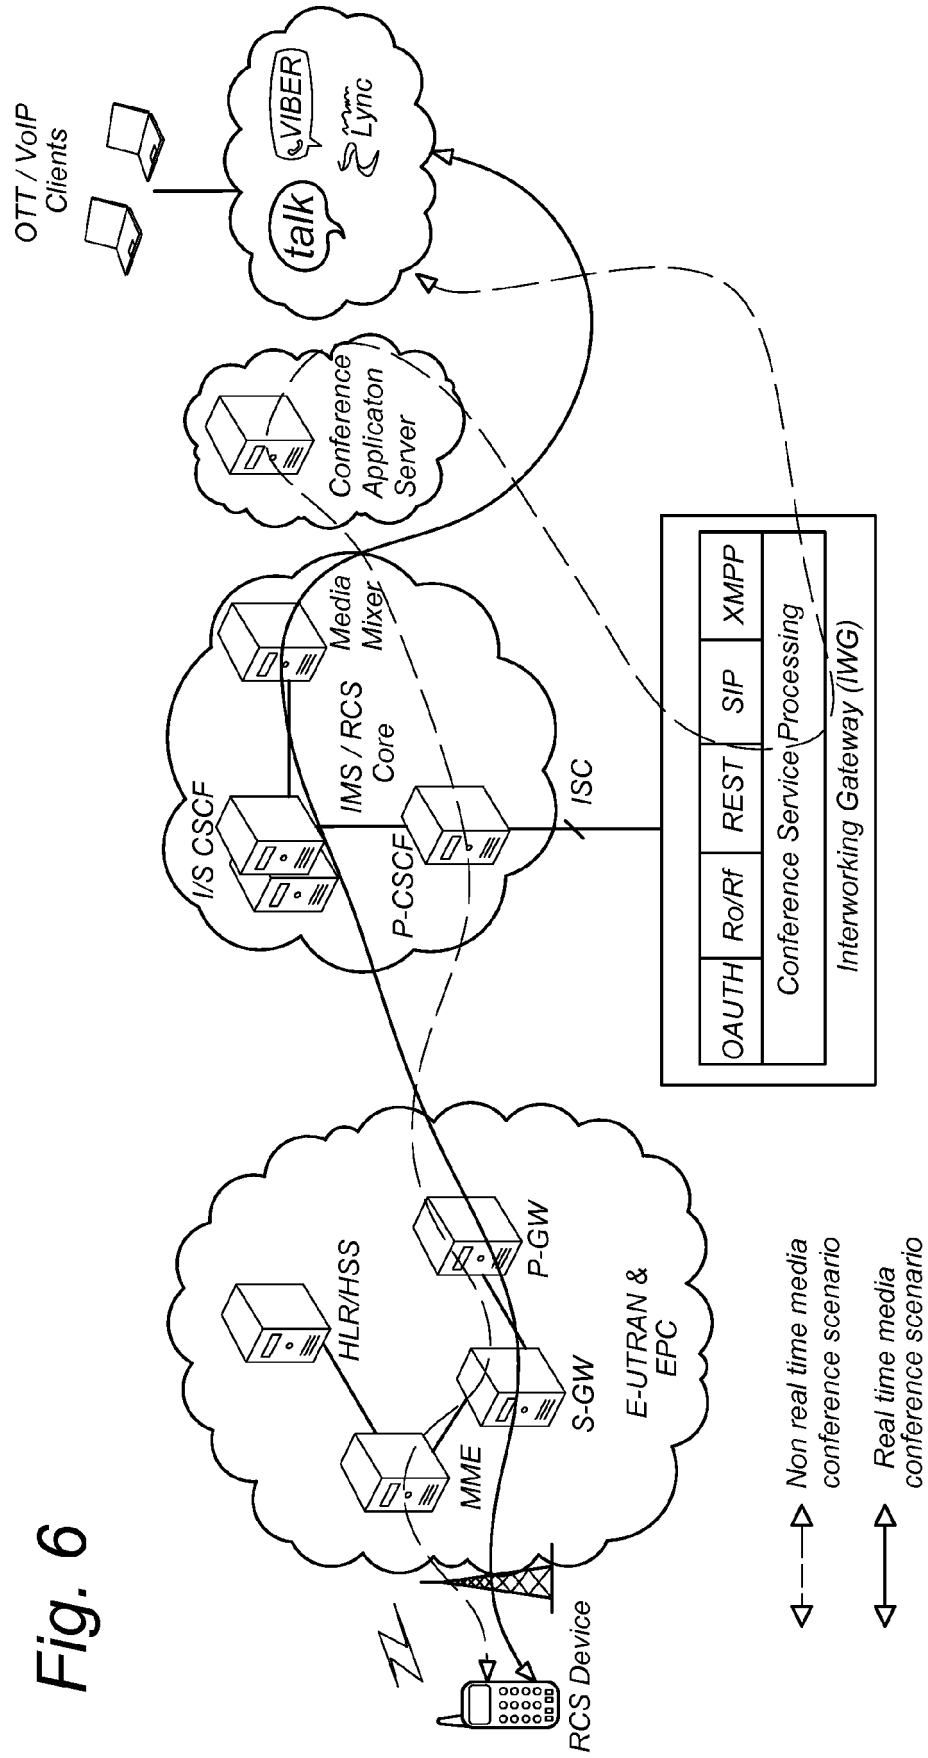 Fig. 6
OTT / VoIP
Clients
talk
VIBER
Lync
Conference
Applicaton
Server
I/S CSCF
Media
Mixer
IMS / RCS
Core
P-CSCF
ISC
HLR/HSS
MME
P-GW
S-GW
E-UTRAN &
EPC
RCS Device
OAUTH
Ro/Rf
REST
SIP
XMPP
Conference Service Processing
Interworking Gateway (IWG)
Non real time media
conference scenario
Real time media
conference scenario